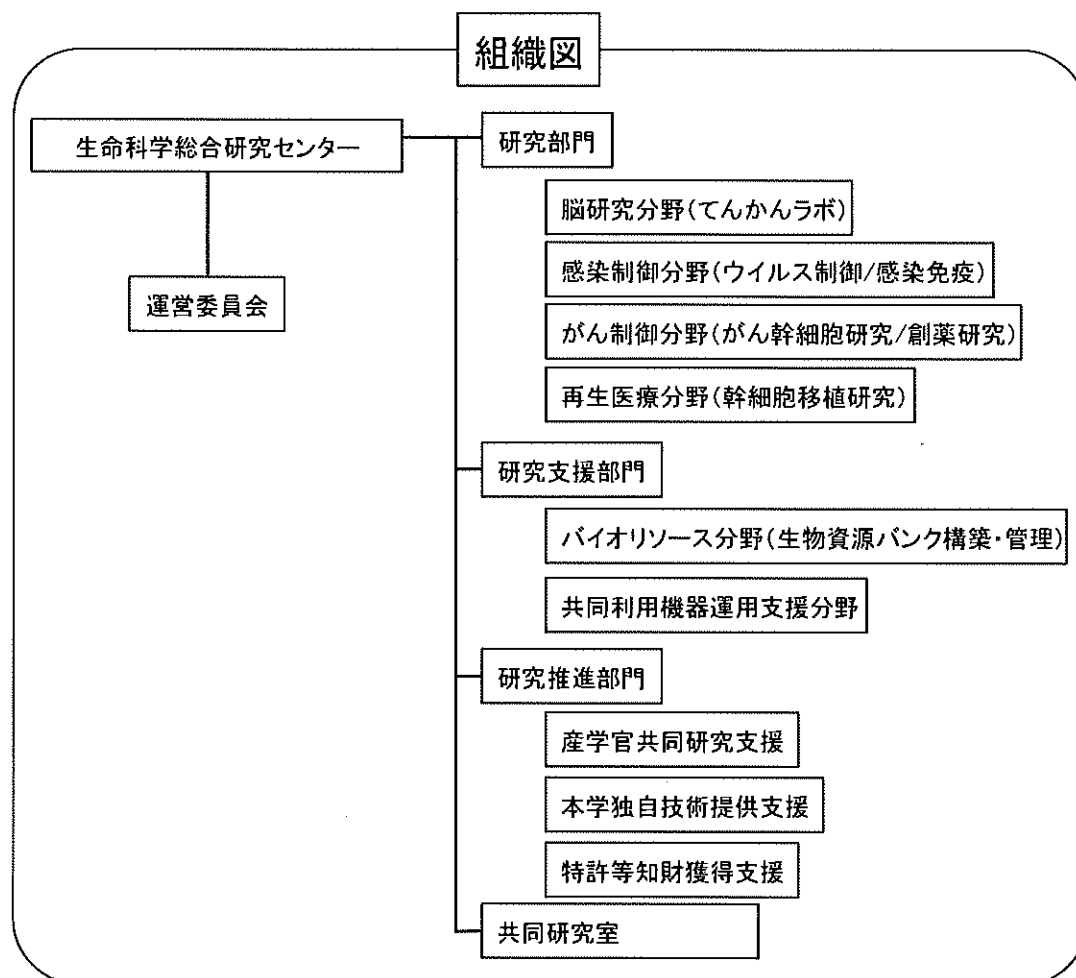 組織図
生命科学総合研究センター
運営委員会
研究部門
脳研究分野(てんかんラボ)
感染制御分野(ウイルス制御/感染免疫)
がん制御分野(がん幹細胞研究/創薬研究)
再生医療分野(幹細胞移植研究)
研究支援部門
バイオリソース分野(生物資源バンク構築・管理)
共同利用機器運用支援分野
研究推進部門
産学官共同研究支援
本学独自技術提供支援
特許等知財獲得支援
共同研究室